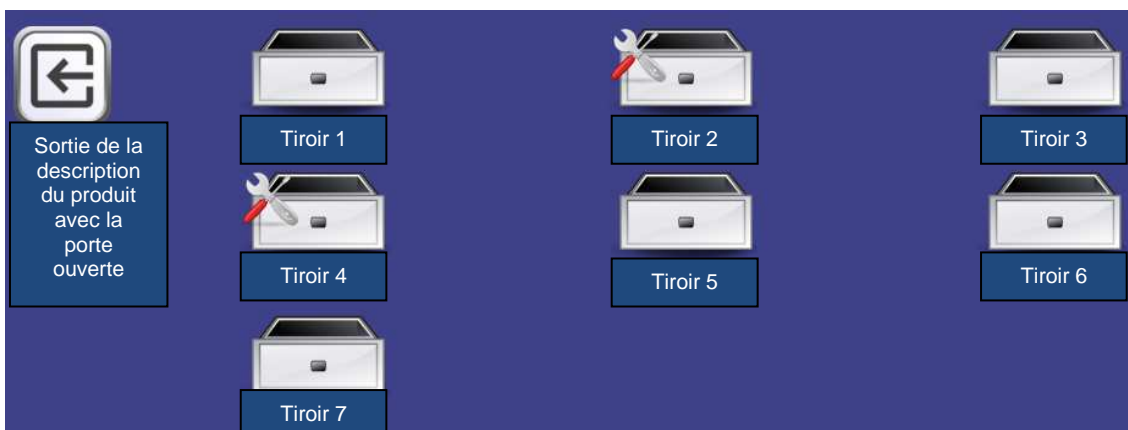 Sortie de la
description
du produit
avec la
porte
ouverte
Tiroir 1
Tiroir 2
Tiroir 3
Tiroir 4
Tiroir 5
Tiroir 6
Tiroir 7